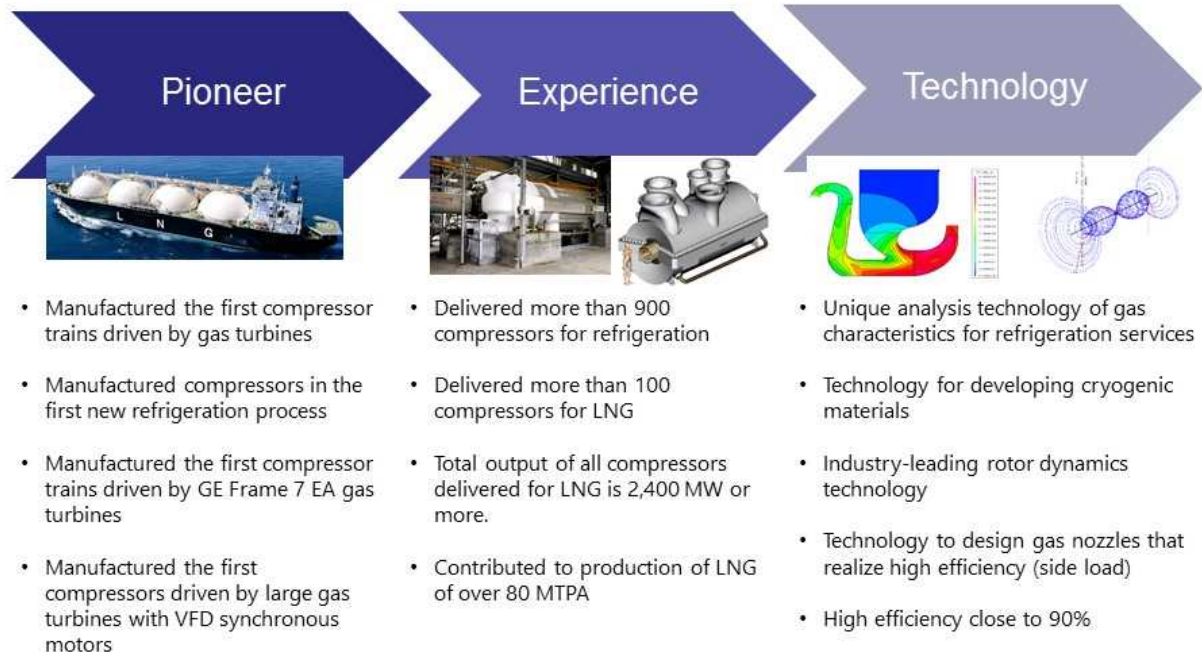 Pioneer
Experience
Technology
L N G
• Manufactured the first compressor
trains driven by gas turbines
• Manufactured compressors in the
first new refrigeration process
• Manufactured the first compressor
trains driven by GE Frame 7 EA gas
turbines
• Manufactured the first
compressors driven by large gas
turbines with VFD synchronous
motors
• Delivered more than 900
compressors for refrigeration
• Delivered more than 100
compressors for LNG
• Total output of all compressors
delivered for LNG is 2,400 MW or
more.
• Contributed to production of LNG
of over 80 MTPA
• Unique analysis technology of gas
characteristics for refrigeration services
• Technology for developing cryogenic
materials
• Industry-leading rotor dynamics
technology
• Technology to design gas nozzles that
realize high efficiency (side load)
• High efficiency close to 90%